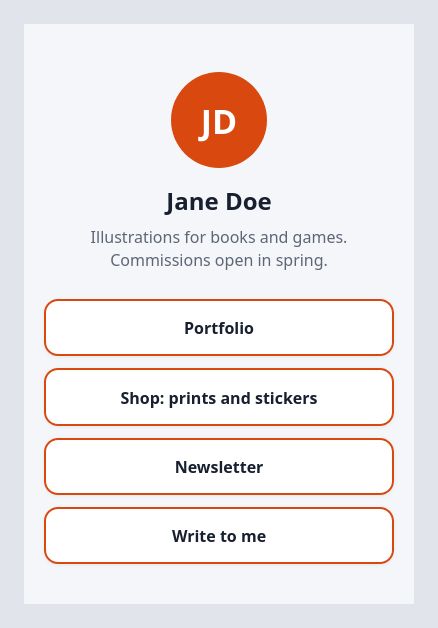 JD
Jane Doe
Illustrations for books and games.
Commissions open in spring.
Portfolio
Shop: prints and stickers
Newsletter
Write to me